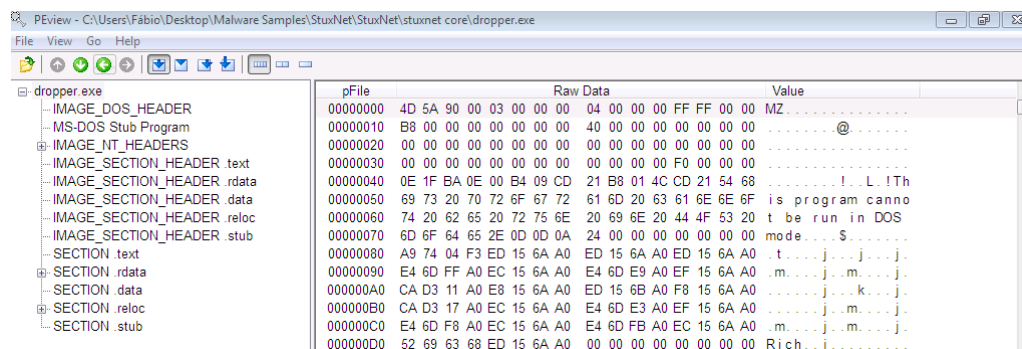 PEview - C:\Users\Fábio\Desktop\Malware Samples\StuxNet\StuxNet\stuxnet core\dropper.exe
File View Go Help
dropper.exe
IMAGE_DOS_HEADER
MS-DOS Stub Program
IMAGE_NT_HEADERS
IMAGE_SECTION_HEADER .text
IMAGE_SECTION_HEADER .rdata
IMAGE_SECTION_HEADER .data
IMAGE_SECTION_HEADER .reloc
IMAGE_SECTION_HEADER .stub
SECTION .text
SECTION .rdata
SECTION .data
SECTION .reloc
SECTION .stub
pFile Raw Data Value
00000000 4D 5A 90 00 03 00 00 00 04 00 00 00 FF FF 00 00 MZ..............
00000010 B8 00 00 00 00 00 00 00 40 00 00 00 00 00 00 00 ........@.......
00000020 00 00 00 00 00 00 00 00 00 00 00 00 00 00 00 00 ................
00000030 00 00 00 00 00 00 00 00 00 00 00 00 F0 00 00 00 ................
00000040 0E 1F BA 0E 00 B4 09 CD 21 B8 01 4C CD 21 54 68 ........!..L.!Th
00000050 69 73 20 70 72 6F 67 72 61 6D 20 63 61 6E 6E 6F is program canno
00000060 74 20 62 65 20 72 75 6E 20 69 6E 20 44 4F 53 20 t be run in DOS
00000070 6D 6F 64 65 2E 0D 0D 0A 24 00 00 00 00 00 00 00 mode....$.......
00000080 A9 74 04 F3 ED 15 6A A0 ED 15 6A A0 ED 15 6A A0 .t....j...j...j.
00000090 E4 6D FF A0 EC 15 6A A0 E4 6D E9 A0 EF 15 6A A0 .m....j..m....j.
000000A0 CA D3 11 A0 E8 15 6A A0 ED 15 6B A0 F8 15 6A A0 ......j...k...j.
000000B0 CA D3 17 A0 EC 15 6A A0 E4 6D E3 A0 EF 15 6A A0 ......j..m....j.
000000C0 E4 6D F8 A0 EC 15 6A A0 E4 6D FB A0 EC 15 6A A0 .m....j..m....j.
000000D0 52 69 63 68 ED 15 6A A0 00 00 00 00 00 00 00 00 Rich..j.........